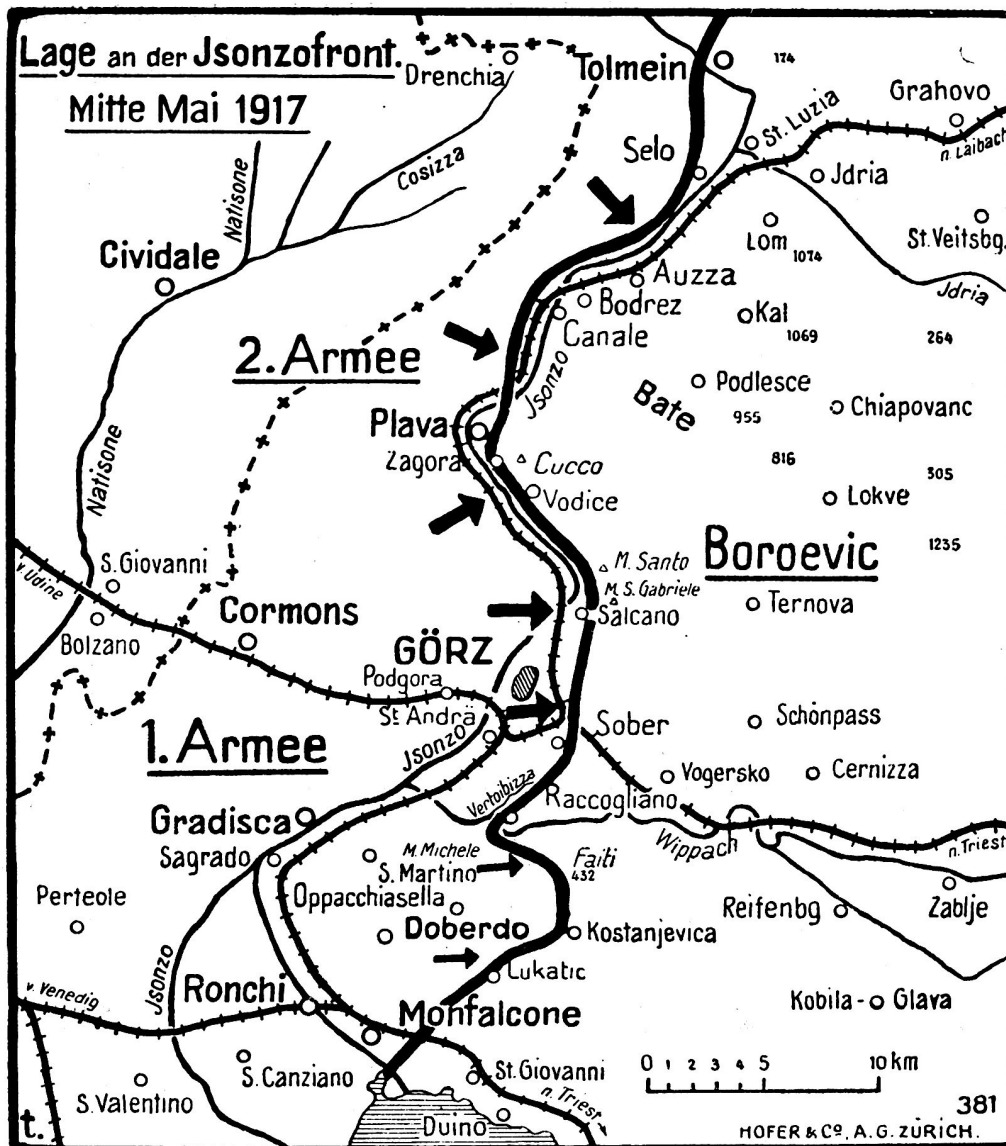 Lage an der Jsonzofront.
Mitte Mai 1917
Drenchia
Tolmein
174
Grahovo
St. Luzia
n. Laibach
Selo
Jdria
Cosizza
Natisone
Lom
1074
St. Veitsbg.
Jdria
Cividale
Auzza
Bodrez
Canale
Kal
1069
264
2. Armee
Jsonzo
Bate
Podlesce
955
Chiapovanc
Plava
Zagora
Cucco
816
305
Natisone
Vodice
Lokve
Boroevic
1235
v. Udine
S. Giovanni
M. Santo
M. S. Gabriele
Cormons
Salcano
Ternova
Bolzano
GÖRZ
Podgora
St. Andrä
Schönpass
1. Armee
Jsonzo
Sober
Vogersko
Cernizza
Vertoibizza
Raccogliano
Gradisca
Wippach
n. Triest
Sagrado
M. Michele
S. Martino
Faiti
432
Perteole
Oppacchiasella
Reifenbg
Zablje
Doberdo
Kostanjevica
Jsonzo
Lukatic
v. Venedig
Ronchi
Kobila - Glava
Monfalcone
S. Canziano
St. Giovanni
0 1 2 3 4 5 10 km
S. Valentino
n. Triest
t.
Duino
381
HOFER & CO. A.G. ZÜRICH.